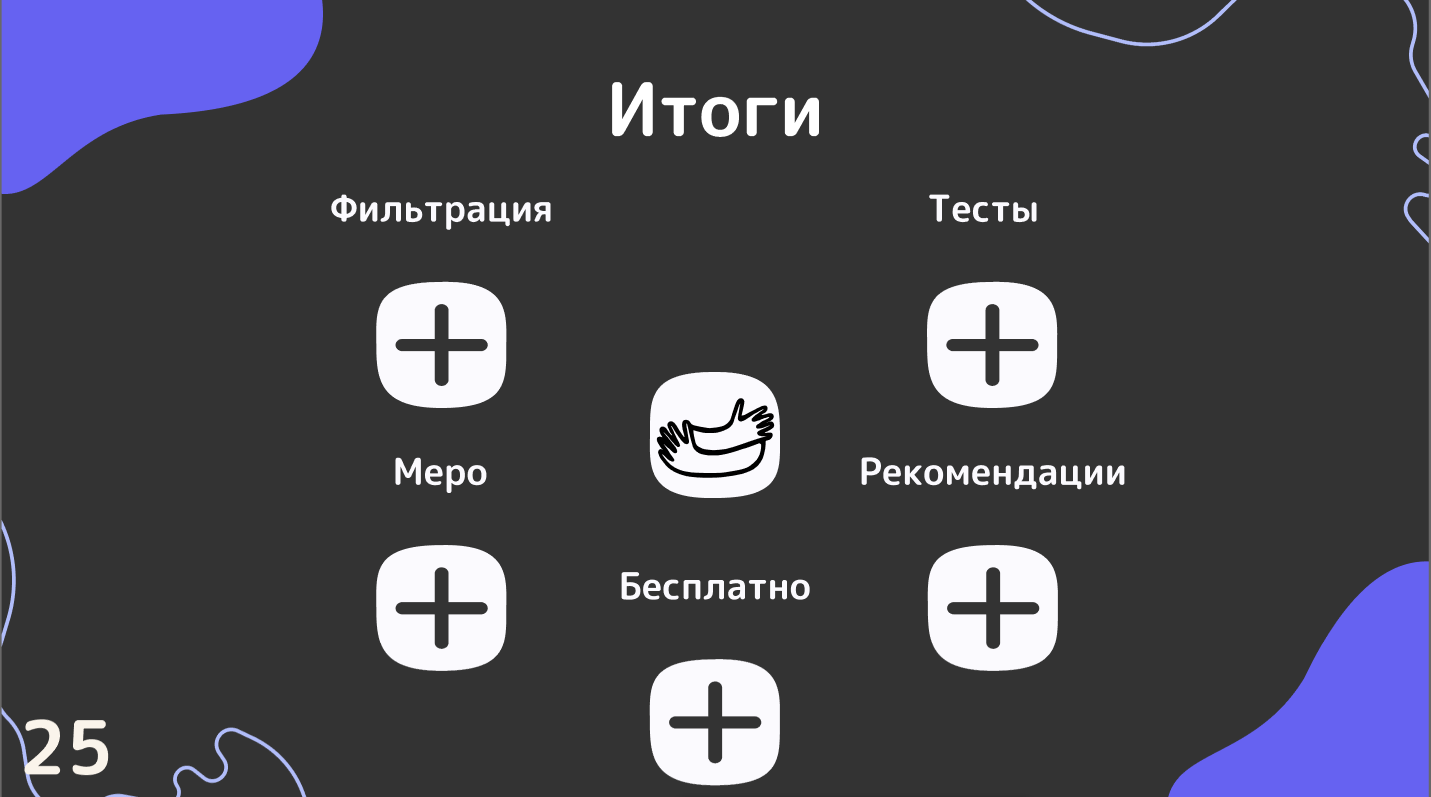 Итоги
Фильтрация
Тесты
Меро
Рекомендации
Бесплатно
25